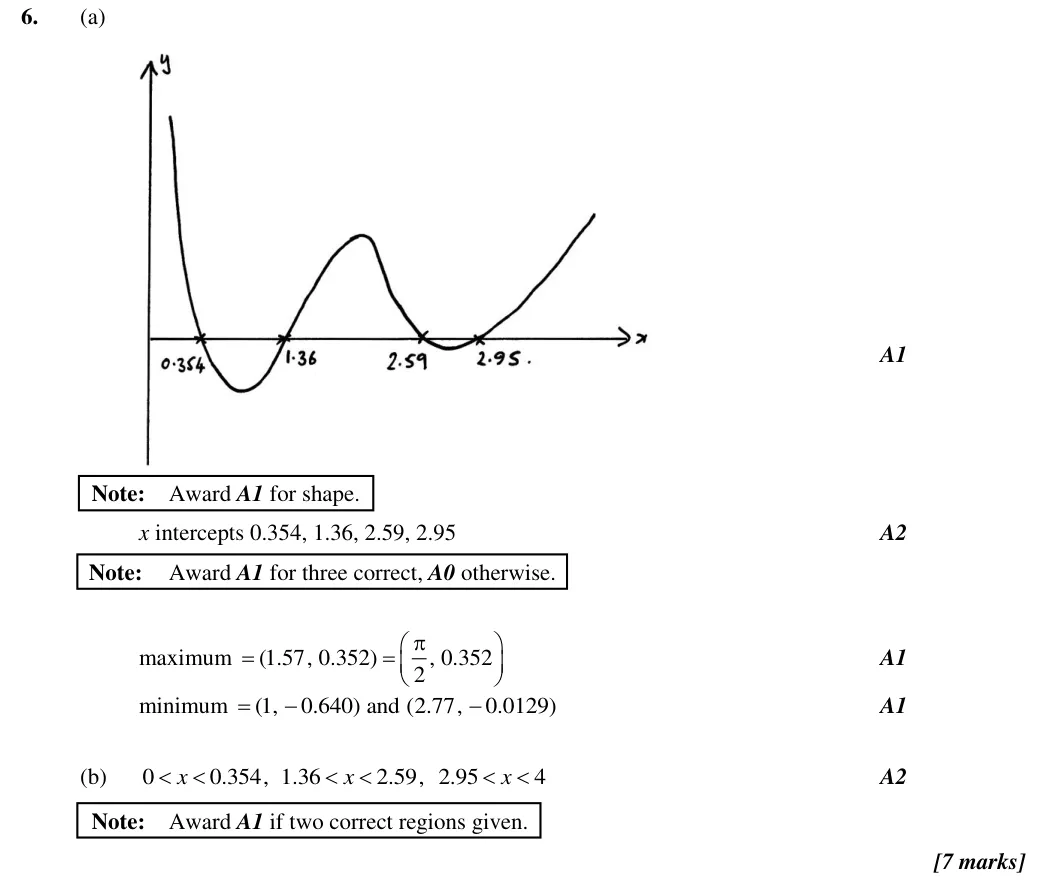 6. (a)
y
x
0.354 1.36 2.59 2.95.
A1
Note: Award A1 for shape.
x intercepts 0.354, 1.36, 2.59, 2.95 A2
Note: Award A1 for three correct, A0 otherwise.
maximum = (1.57, 0.352) = (π/2, 0.352) A1
minimum = (1, −0.640) and (2.77, −0.0129) A1
(b) 0 < x < 0.354, 1.36 < x < 2.59, 2.95 < x < 4 A2
Note: Award A1 if two correct regions given.
[7 marks]